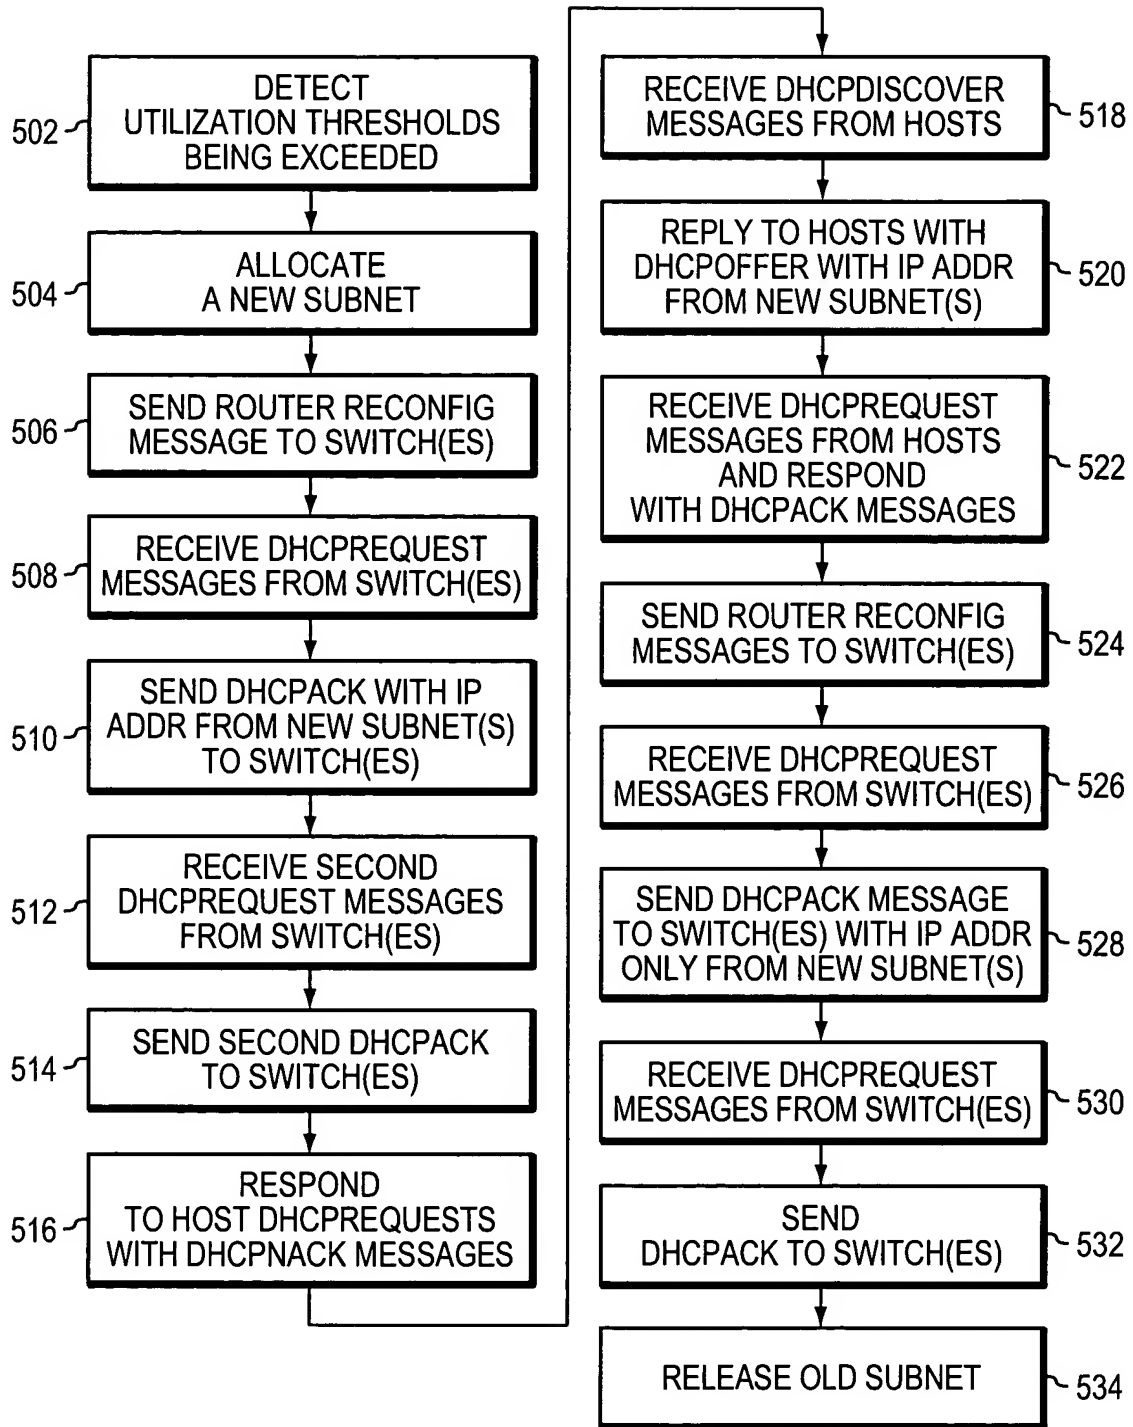 502
DETECT
UTILIZATION THRESHOLDS
BEING EXCEEDED
504
ALLOCATE
A NEW SUBNET
506
SEND ROUTER RECONFIG
MESSAGE TO SWITCH(ES)
508
RECEIVE DHCPREQUEST
MESSAGES FROM SWITCH(ES)
510
SEND DHCPACK WITH IP
ADDR FROM NEW SUBNET(S)
TO SWITCH(ES)
512
RECEIVE SECOND
DHCPREQUEST MESSAGES
FROM SWITCH(ES)
514
SEND SECOND DHCPACK
TO SWITCH(ES)
516
RESPOND
TO HOST DHCPREQUESTS
WITH DHCPNACK MESSAGES
RECEIVE DHCPDISCOVER
MESSAGES FROM HOSTS
518
REPLY TO HOSTS WITH
DHCPOFFER WITH IP ADDR
FROM NEW SUBNET(S)
520
RECEIVE DHCPREQUEST
MESSAGES FROM HOSTS
AND RESPOND
WITH DHCPACK MESSAGES
522
SEND ROUTER RECONFIG
MESSAGES TO SWITCH(ES)
524
RECEIVE DHCPREQUEST
MESSAGES FROM SWITCH(ES)
526
SEND DHCPACK MESSAGE
TO SWITCH(ES) WITH IP ADDR
ONLY FROM NEW SUBNET(S)
528
RECEIVE DHCPREQUEST
MESSAGES FROM SWITCH(ES)
530
SEND
DHCPACK TO SWITCH(ES)
532
RELEASE OLD SUBNET
534